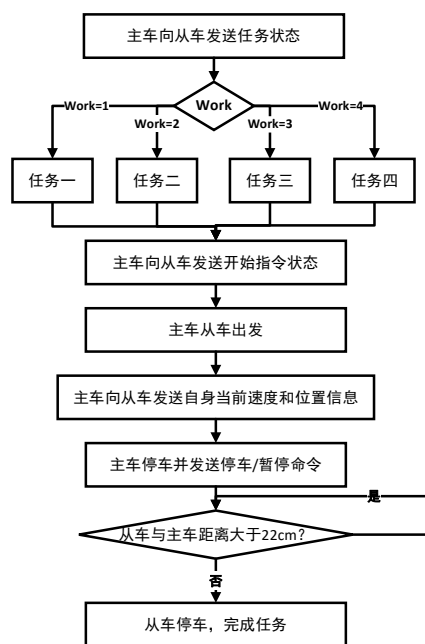 主车向从车发送任务状态
Work
Work=1
Work=2
Work=3
Work=4
任务一
任务二
任务三
任务四
主车向从车发送开始指令状态
主车从车出发
主车向从车发送自身当前速度和位置信息
主车停车并发送停车/暂停命令
是
从车与主车距离大于22cm?
否
从车停车，完成任务